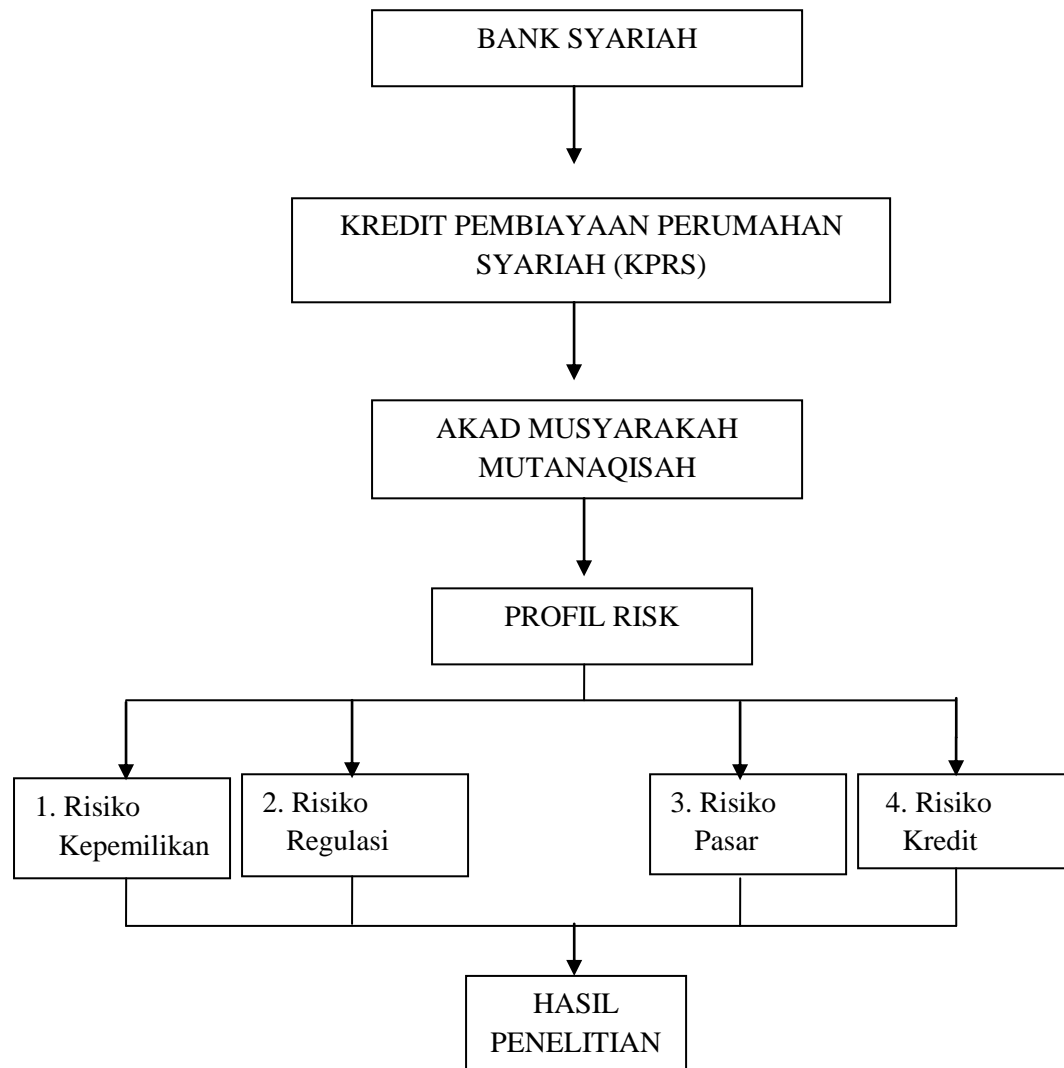 BANK SYARIAH
KREDIT PEMBIAYAAN PERUMAHAN
SYARIAH (KPRS)
AKAD MUSYARAKAH
MUTANAQISAH
PROFIL RISK
1. Risiko
Kepemilikan
2. Risiko
Regulasi
3. Risiko
Pasar
4. Risiko
Kredit
HASIL
PENELITIAN